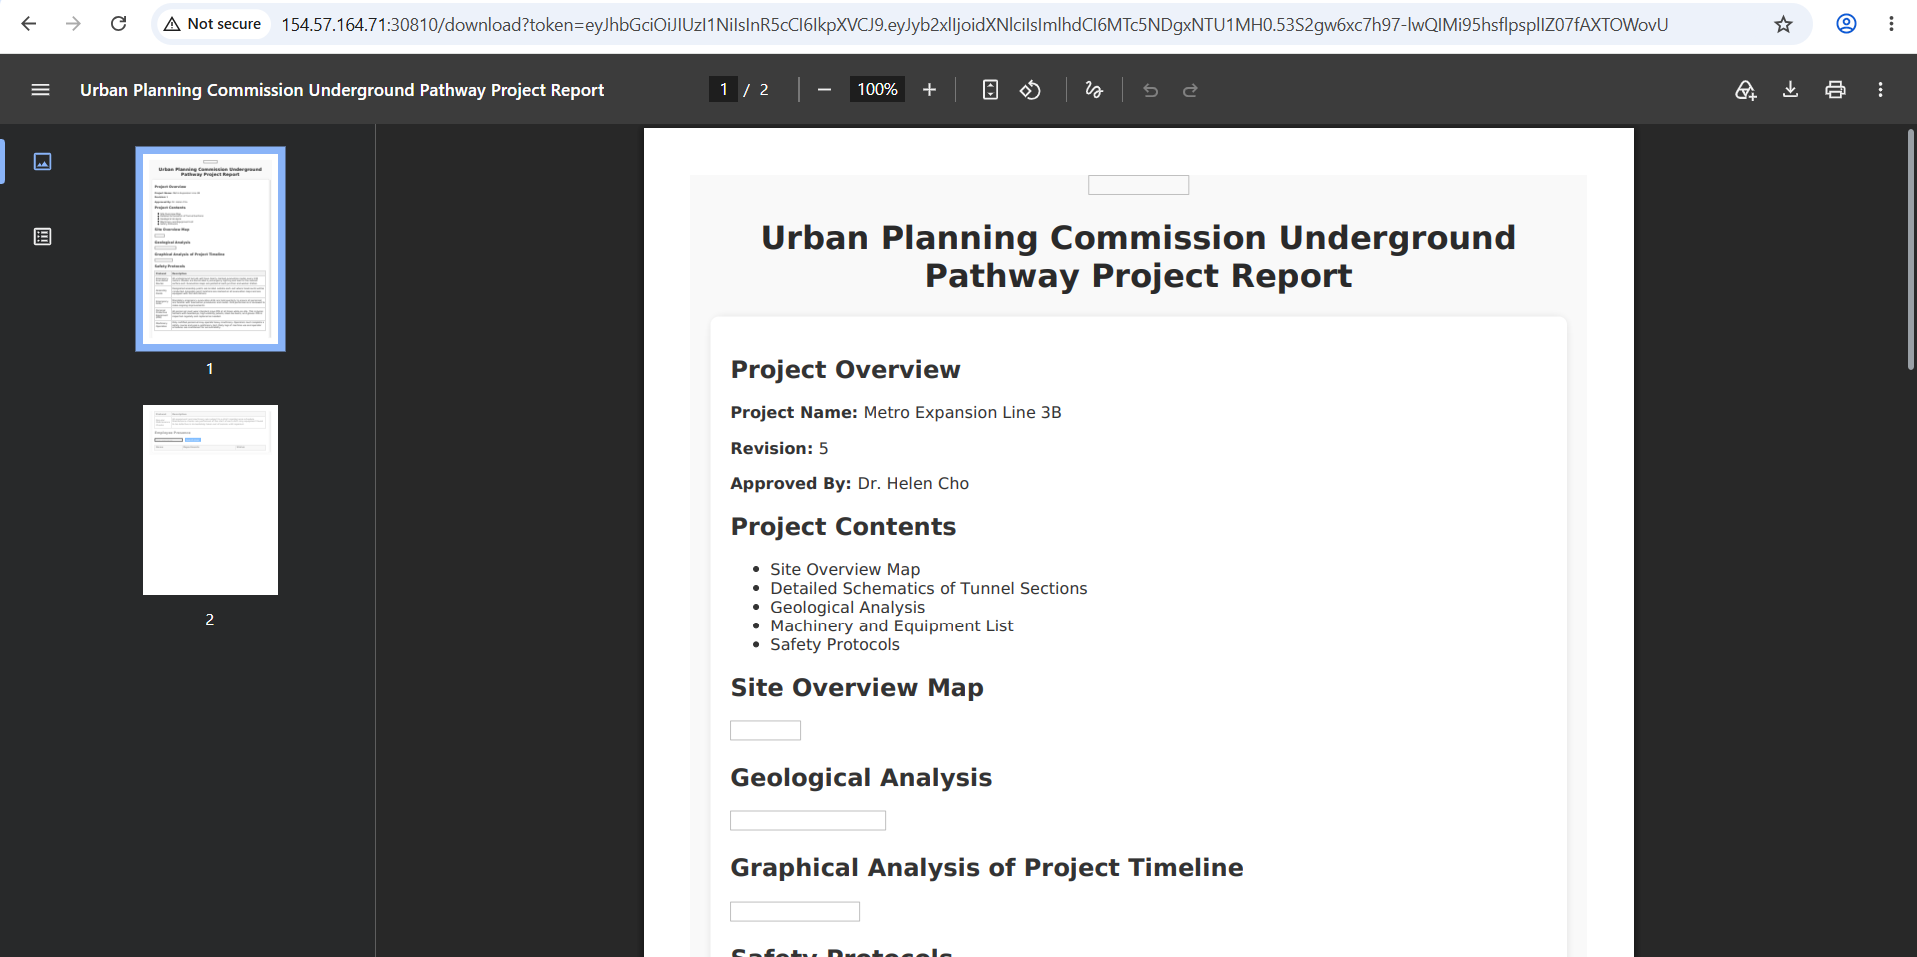 Not secure
154.57.164.71:30810/download?token=eyJhbGciOiJIUzI1NiIsInR5cCI6IkpXVCJ9.eyJyb2xlIjoidXNlciIsImlhdCI6MTc5NDgxNTU1MH0.53S2gw6xc7h97-lwQIMi95hsflpsplIZ07fAXTOWovU
Urban Planning Commission Underground Pathway Project Report
1 / 2
100%
1
2
Urban Planning Commission Underground
Pathway Project Report
Project Overview
Project Name: Metro Expansion Line 3B
Revision: 5
Approved By: Dr. Helen Cho
Project Contents
• Site Overview Map
• Detailed Schematics of Tunnel Sections
• Geological Analysis
• Machinery and Equipment List
• Safety Protocols
Site Overview Map
Geological Analysis
Graphical Analysis of Project Timeline
Safety Protocols